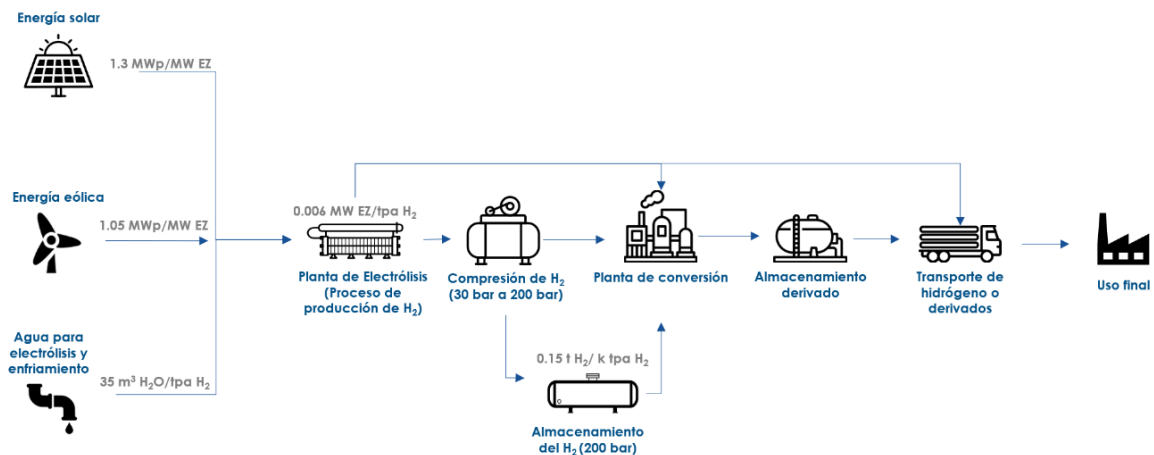 Energía solar
1.3 MWp/MW EZ
Energía eólica
1.05 MWp/MW EZ
Agua para
electrólisis y
enfriamiento
35 m³ H₂O/tpa H₂
0.006 MW EZ/tpa H₂
Planta de Electrólisis
(Proceso de
producción de H₂)
Compresión de H₂
(30 bar a 200 bar)
Planta de conversión
Almacenamiento
derivado
Transporte de
hidrógeno o
derivados
Uso final
0.15 t H₂/ k tpa H₂
Almacenamiento
del H₂ (200 bar)